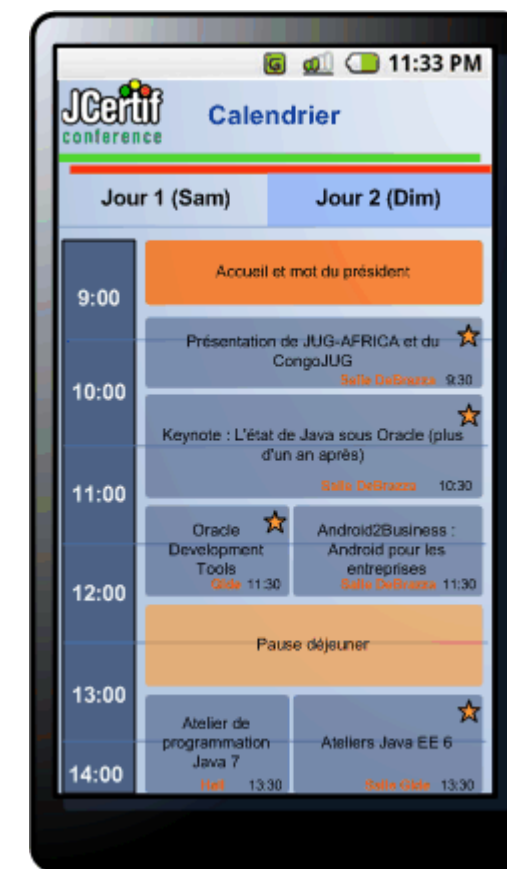 11:33 PM
JCertif
conference
Calendrier
Jour 1 (Sam)
Jour 2 (Dim)
9:00
10:00
11:00
12:00
13:00
14:00
Accueil et mot du président
Présentation de JUG-AFRICA et du
CongoJUG
Salle DeBrazza 9:30
Keynote : L'état de Java sous Oracle (plus
d'un an après)
Salle DeBrazza 10:30
Oracle
Development
Tools
11:30
Android2Business :
Android pour les
entreprises
Salle DeBrazza 11:30
Pause déjeuner
Atelier de
programmation
Java 7
13:30
Ateliers Java EE 6
Salle 13:30